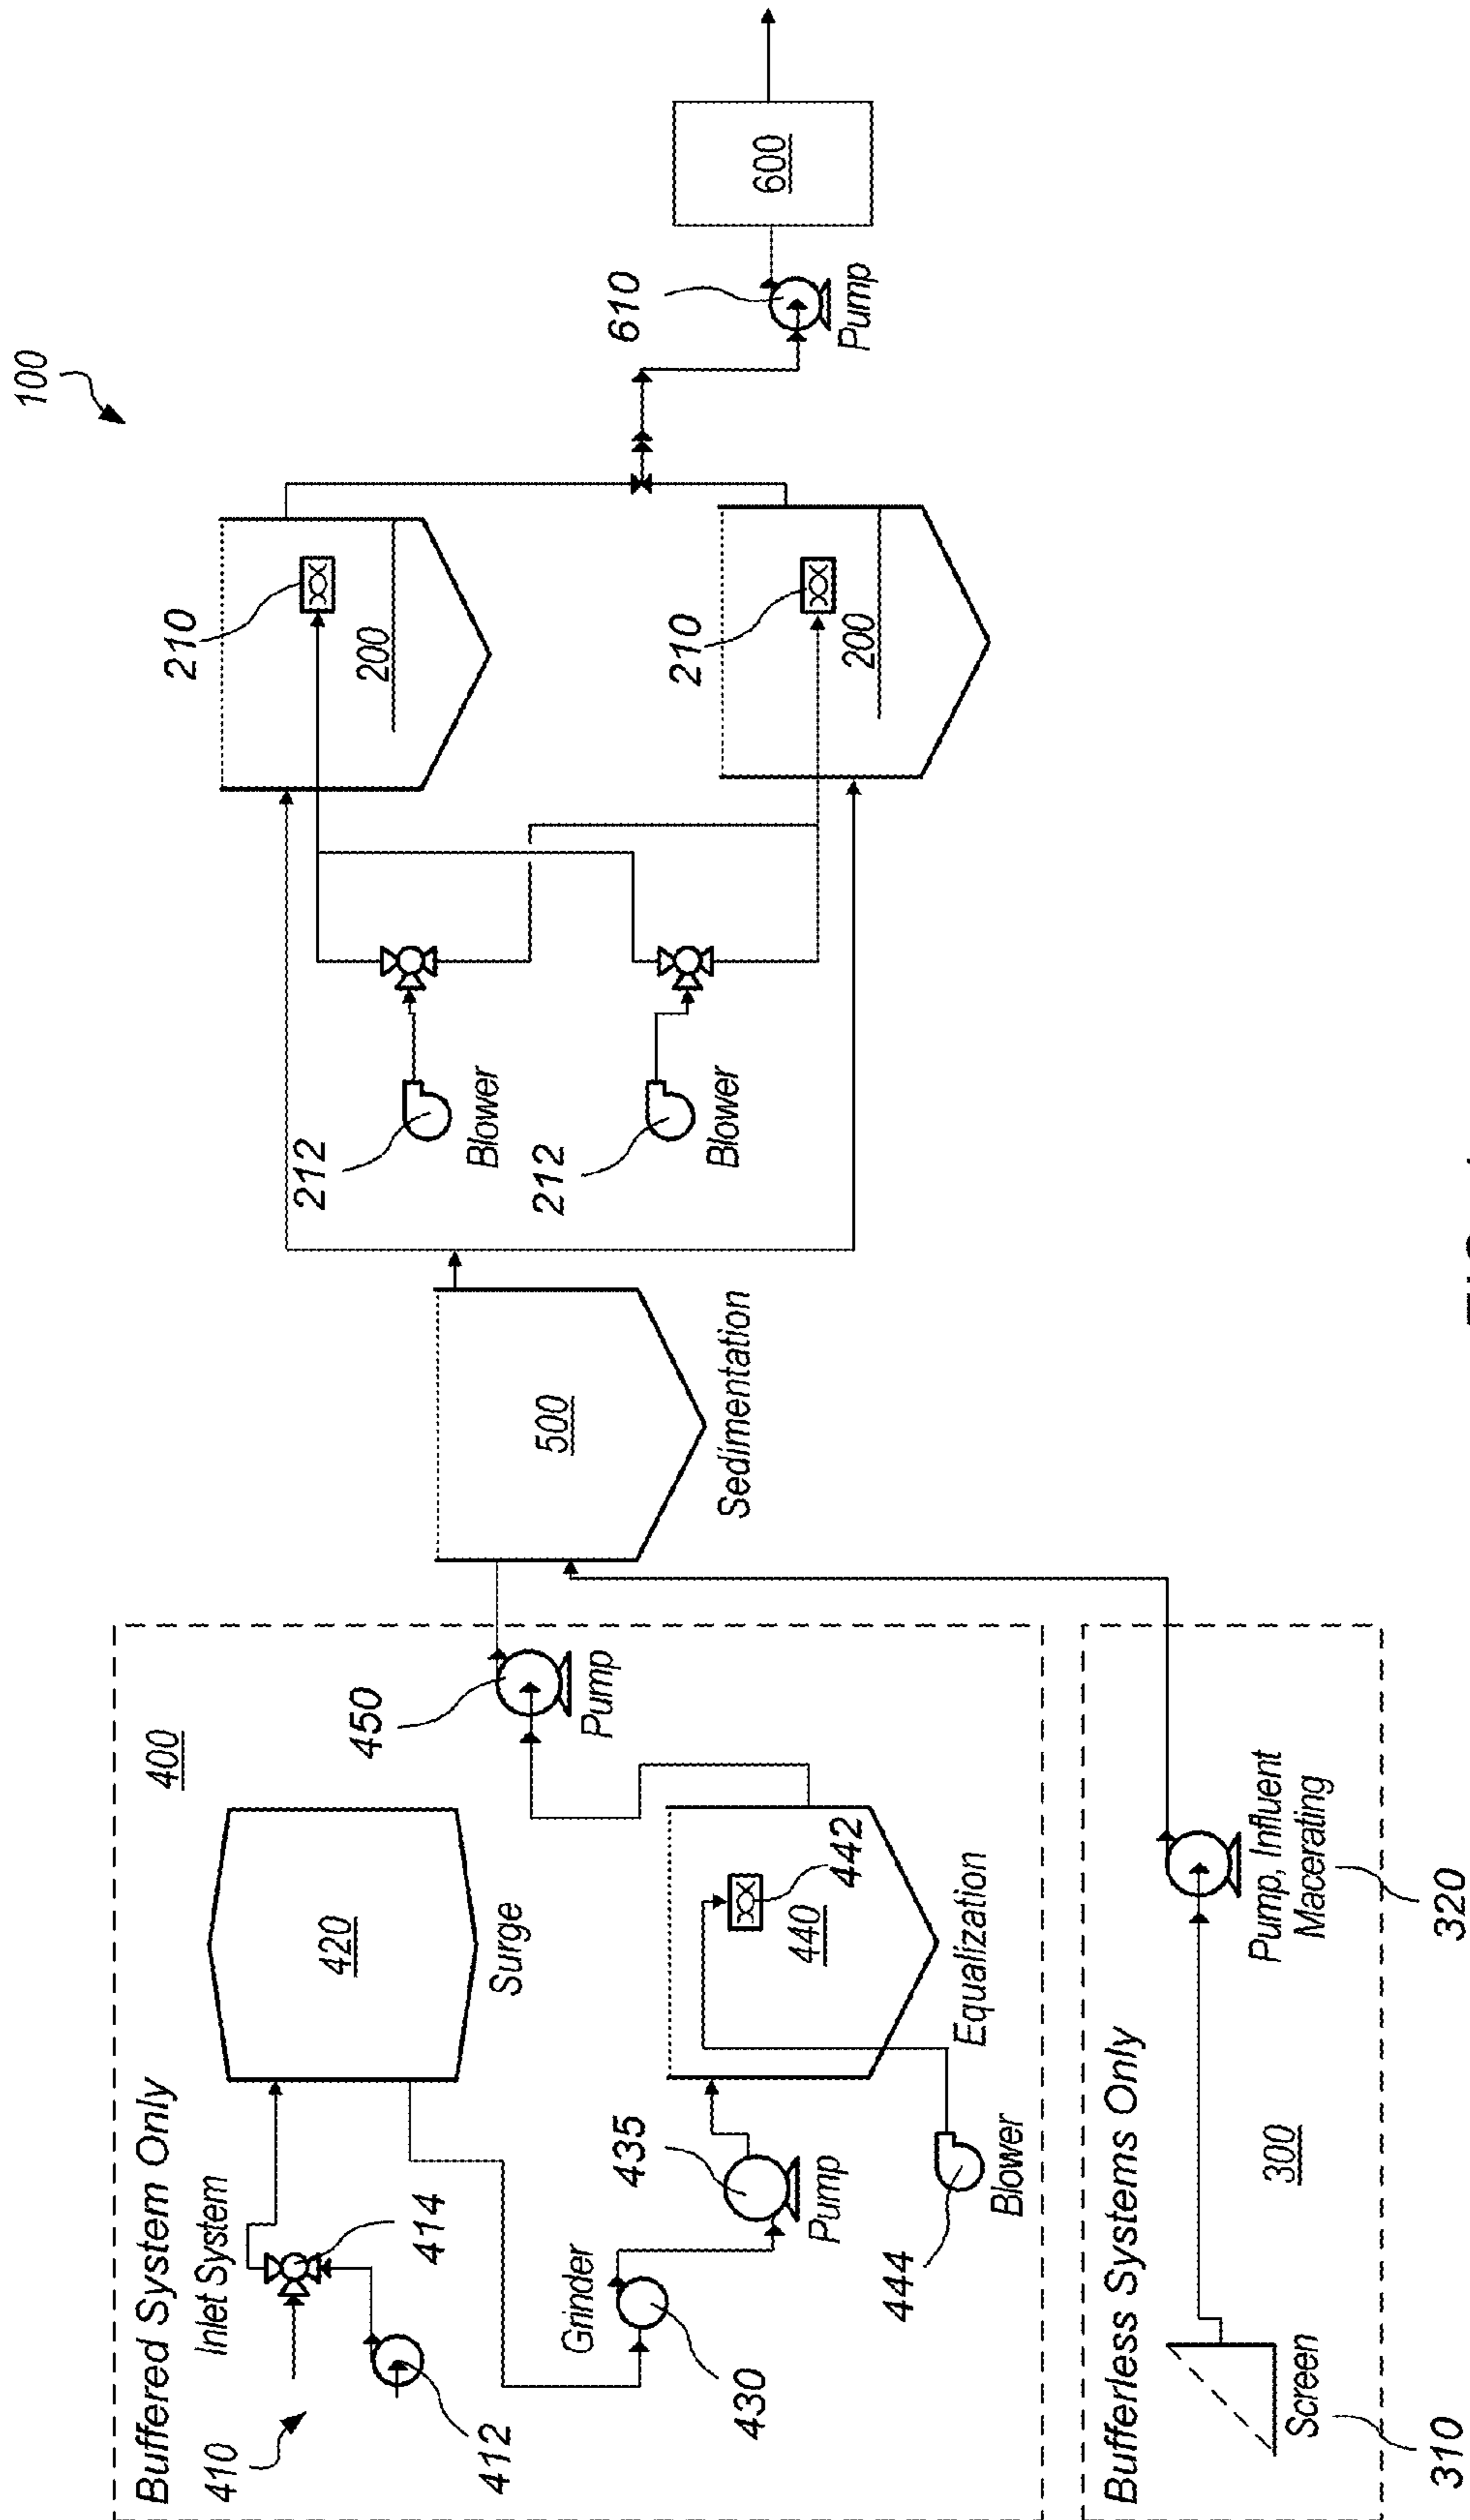 100
Buffered System Only
400
410
Inlet System
414
412
420
Surge
Grinder
430
435
Pump
442
440
Equalization
444
Blower
450
Pump
500
Sedimentation
212
Blower
212
Blower
210
200
210
200
610
Pump
600
Bufferless Systems Only
300
Screen
310
Pump, Influent
Macerating
320